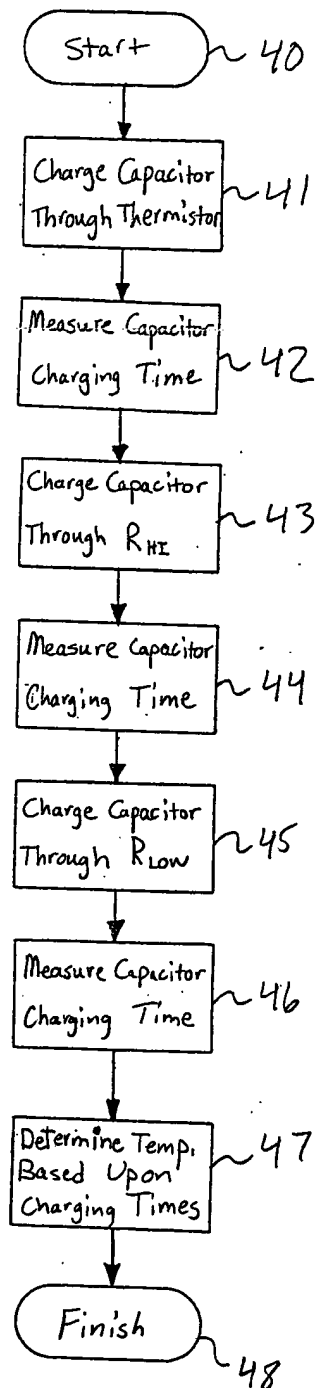 Start 40
Charge Capacitor
Through Thermistor 41
Measure Capacitor
Charging Time 42
Charge Capacitor
Through RHI 43
Measure Capacitor
Charging Time 44
Charge Capacitor
Through RLOW 45
Measure Capacitor
Charging Time 46
Determine Temp.
Based Upon 47
Charging Times
Finish
48